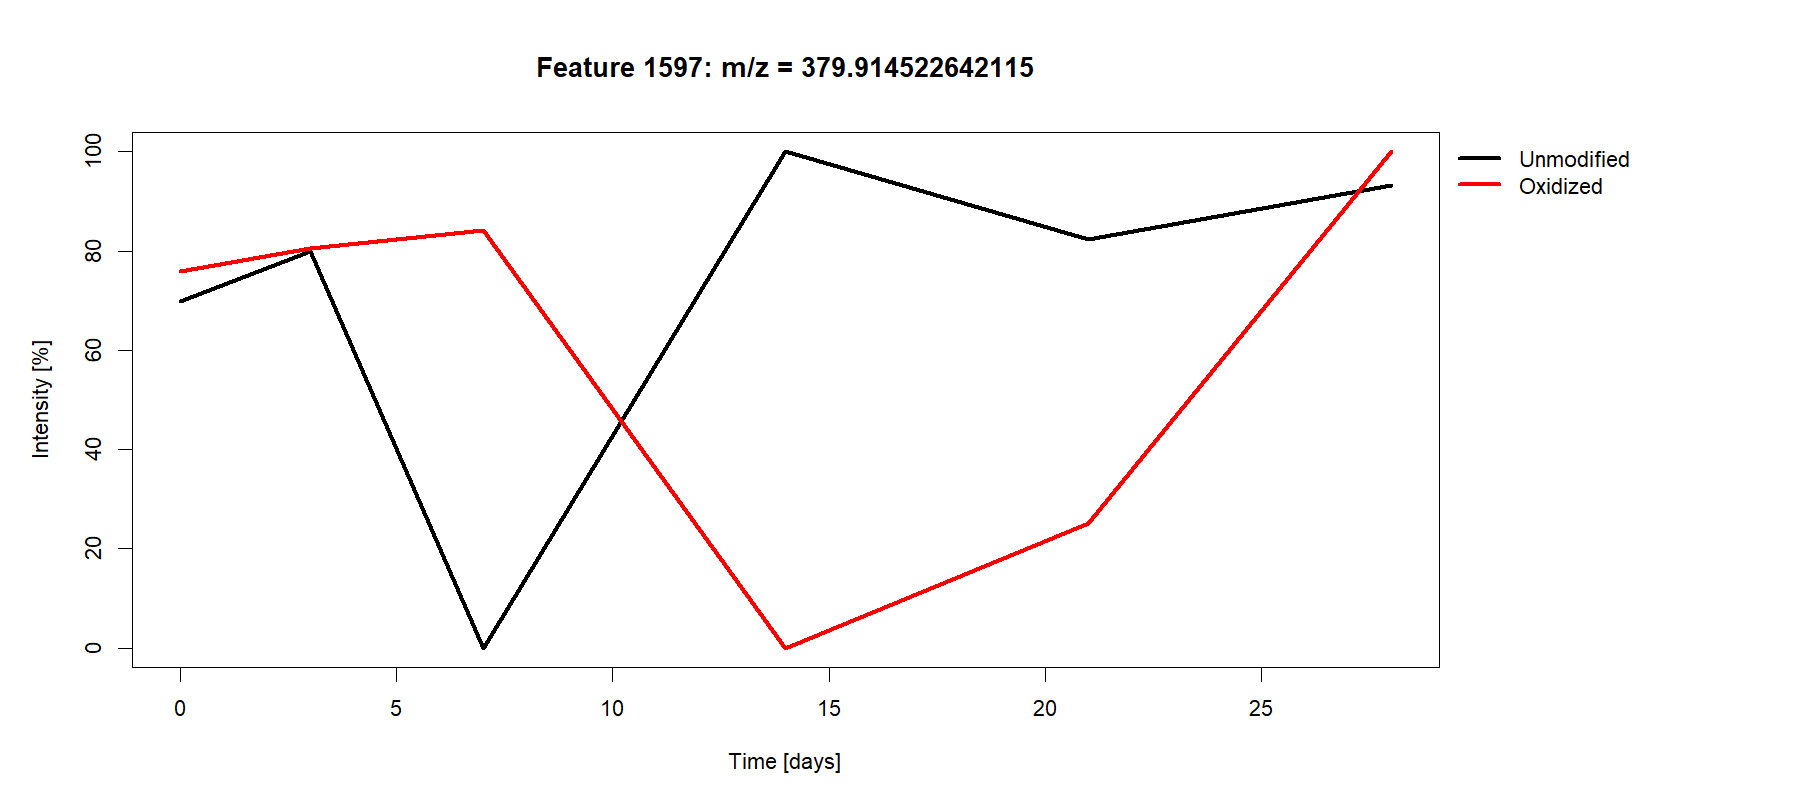 Feature 1597: m/z = 379.914522642115
Unmodified
Oxidized
Intensity [%]
100
80
60
40
20
0
0 5 10 15 20 25
Time [days]